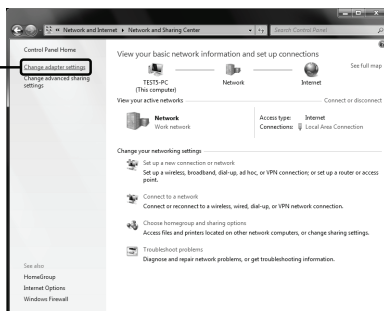 Network and Internet
Network and Sharing Center
Search Control Panel
Control Panel Home
Change adapter settings
Change advanced sharing
settings
View your basic network information and set up connections
See full map
TEST5-PC
(This computer)
Network
Internet
View your active networks
Connect or disconnect
Network
Work network
Access type: Internet
Connections: Local Area Connection
Change your networking settings
Set up a new connection or network
Set up a wireless, broadband, dial-up, ad hoc, or VPN connection; or set up a router or access
point.
Connect to a network
Connect or reconnect to a wireless, wired, dial-up, or VPN network connection.
Choose homegroup and sharing options
Access files and printers located on other network computers, or change sharing settings.
Troubleshoot problems
Diagnose and repair network problems, or get troubleshooting information.
See also
HomeGroup
Internet Options
Windows Firewall